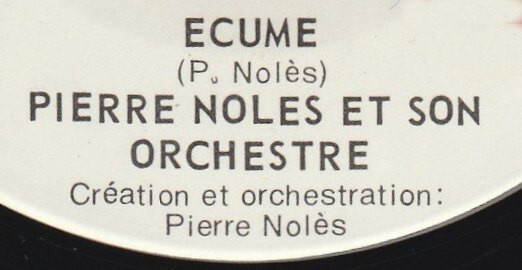 ECUME
(P. Nolès)
PIERRE NOLES ET SON
ORCHESTRE
Création et orchestration:
Pierre Nolès